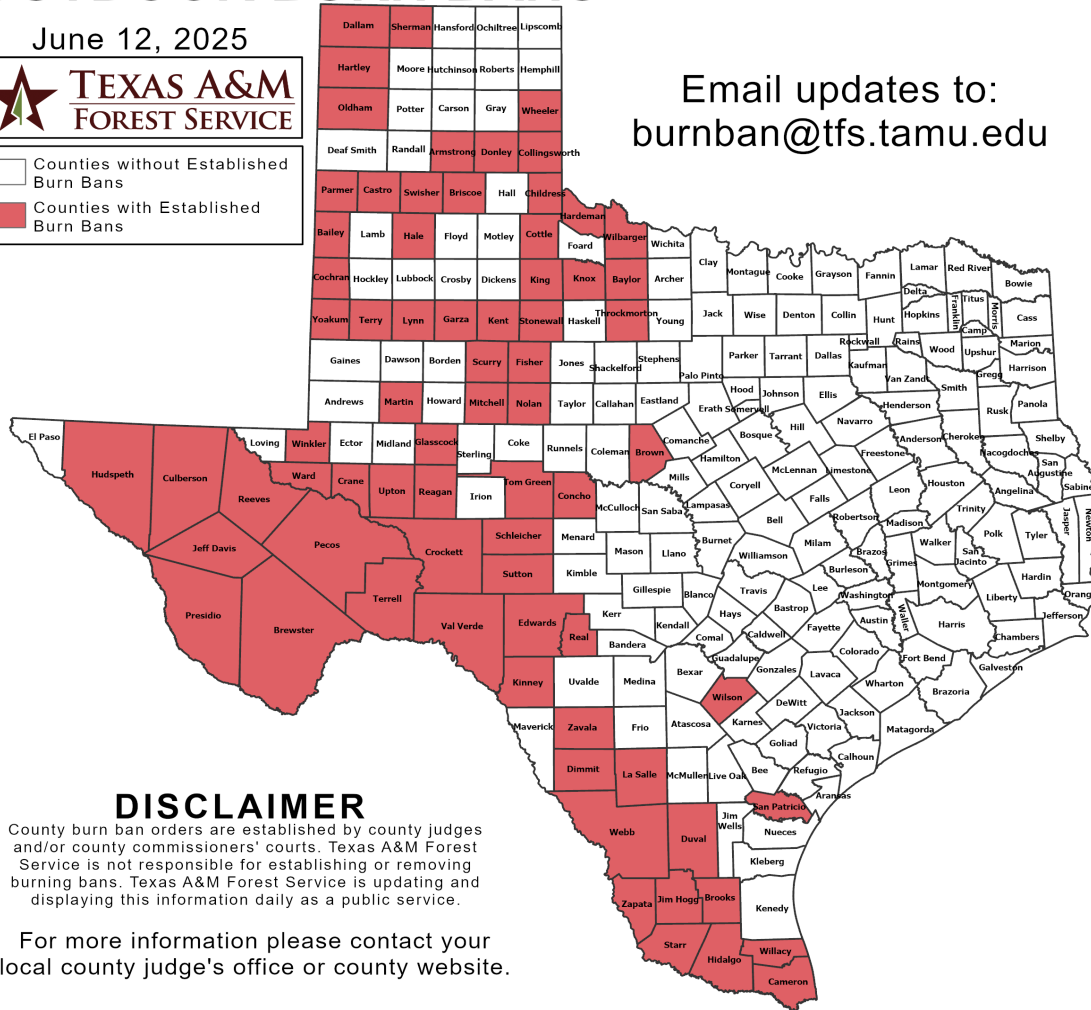 June 12, 2025
TEXAS A&M
FOREST SERVICE
Counties without Established
Burn Bans
Counties with Established
Burn Bans
Email updates to:
burnban@tfs.tamu.edu
Dallam Sherman Hansford Ochiltree Lipscomb
Hartley Moore Hutchinson Roberts Hemphill
Oldham Potter Carson Gray Wheeler
Deaf Smith Randall Armstrong Donley Collingsworth
Parmer Castro Swisher Briscoe Hall Childress
Hardeman
Bailey Lamb Hale Floyd Motley Cottle Foard Wilbarger Wichita
Clay Montague Cooke Grayson Fannin Lamar Red River Bowie
Cochran Hockley Lubbock Crosby Dickens King Knox Baylor Archer
Delta Franklin Titus Morris
Yoakum Terry Lynn Garza Kent Stonewall Haskell Throckmorton Young Jack Wise Denton Collin Hunt Hopkins Camp Cass
Rockwall Rains Wood Upshur Marion
Gaines Dawson Borden Scurry Fisher Jones Shackelford Stephens Palo Pinto Parker Tarrant Dallas Kaufman Van Zandt Gregg Harrison
Andrews Martin Howard Mitchell Nolan Taylor Callahan Eastland Erath Hood Somervell Johnson Ellis Henderson Smith Rusk Panola
El Paso Loving Winkler Ector Midland Glasscock Sterling Coke Runnels Coleman Brown Comanche Bosque Hill Navarro Anderson Cherokee Nacogdoches Shelby
Hudspeth Culberson Reeves Ward Crane Upton Reagan Irion Tom Green Concho Mills Hamilton McLennan Limestone Freestone San Augustine Sabine
McCulloch San Saba Lampasas Coryell Falls Leon Houston Angelina
Jeff Davis Pecos Crockett Schleicher Menard Bell Robertson Madison Trinity Jasper Newton
Mason Llano Burnet Williamson Milam Brazos Grimes Walker San Jacinto Polk Tyler
Sutton Kimble Burleson Montgomery Hardin
Terrell Gillespie Blanco Travis Lee Washington Liberty Orang
Presidio Brewster Val Verde Edwards Real Kerr Kendall Hays Bastrop Fayette Austin Waller Harris Jefferson
Bandera Comal Caldwell Colorado Fort Bend Chambers
Kinney Uvalde Medina Bexar Guadalupe Gonzales Lavaca Wharton Brazoria Galveston
Wilson DeWitt Jackson Matagorda
Maverick Zavala Frio Atascosa Karnes Victoria
Goliad Calhoun
Dimmit La Salle McMullen Live Oak Bee Refugio
Aransas
Webb Duval Jim Wells San Patricio
Nueces
Kleberg
Zapata Jim Hogg Brooks Kenedy
Starr Hidalgo Willacy
Cameron
DISCLAIMER
County burn ban orders are established by county judges
and/or county commissioners' courts. Texas A&M Forest
Service is not responsible for establishing or removing
burning bans. Texas A&M Forest Service is updating and
displaying this information daily as a public service.
For more information please contact your
local county judge's office or county website.